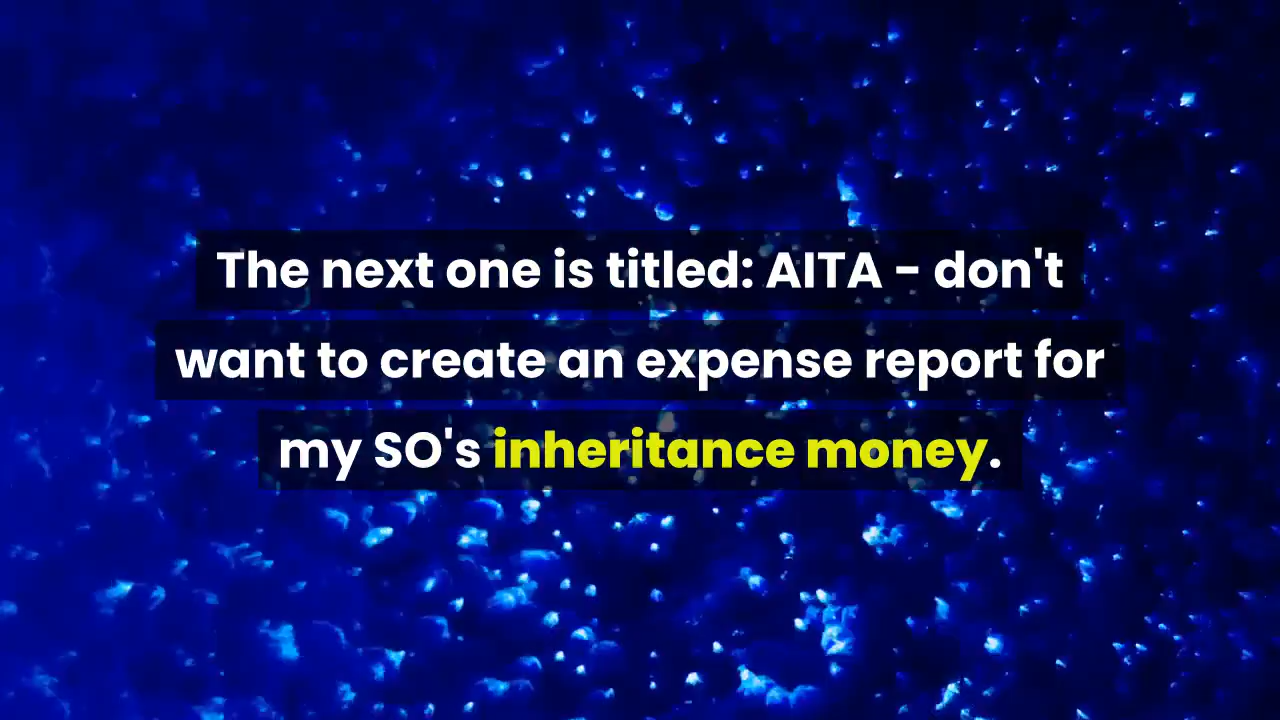 The next one is titled: AITA - don't
want to create an expense report for
my SO's inheritance money.